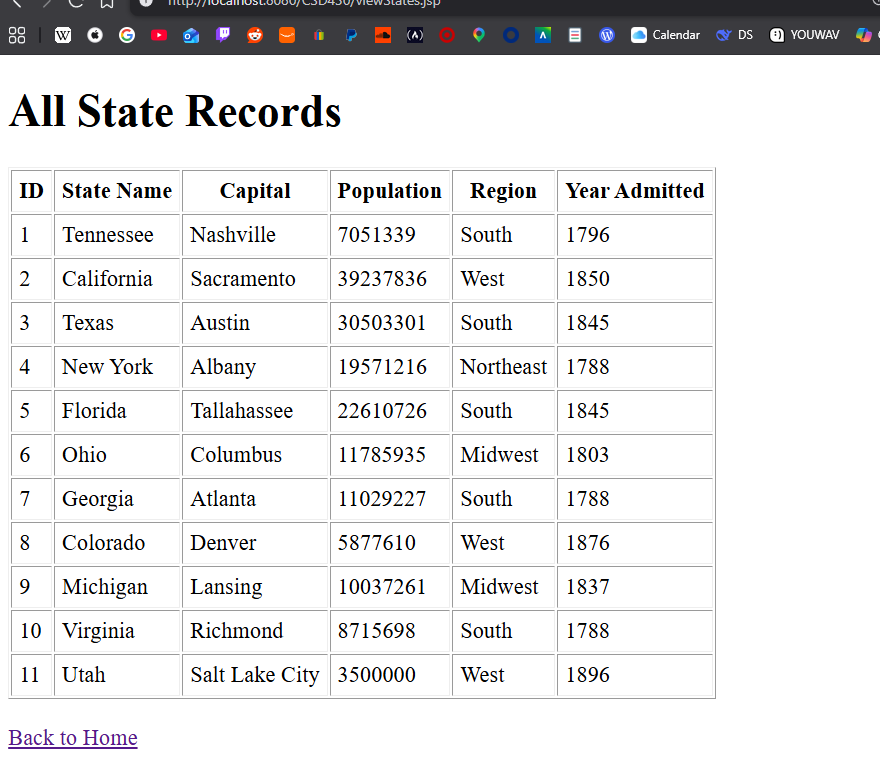 http://localhost:8080/CSD430/viewStates.jsp
Calendar DS YOUWAV
All State Records
ID State Name Capital Population Region Year Admitted
1 Tennessee Nashville 7051339 South 1796
2 California Sacramento 39237836 West 1850
3 Texas Austin 30503301 South 1845
4 New York Albany 19571216 Northeast 1788
5 Florida Tallahassee 22610726 South 1845
6 Ohio Columbus 11785935 Midwest 1803
7 Georgia Atlanta 11029227 South 1788
8 Colorado Denver 5877610 West 1876
9 Michigan Lansing 10037261 Midwest 1837
10 Virginia Richmond 8715698 South 1788
11 Utah Salt Lake City 3500000 West 1896
Back to Home